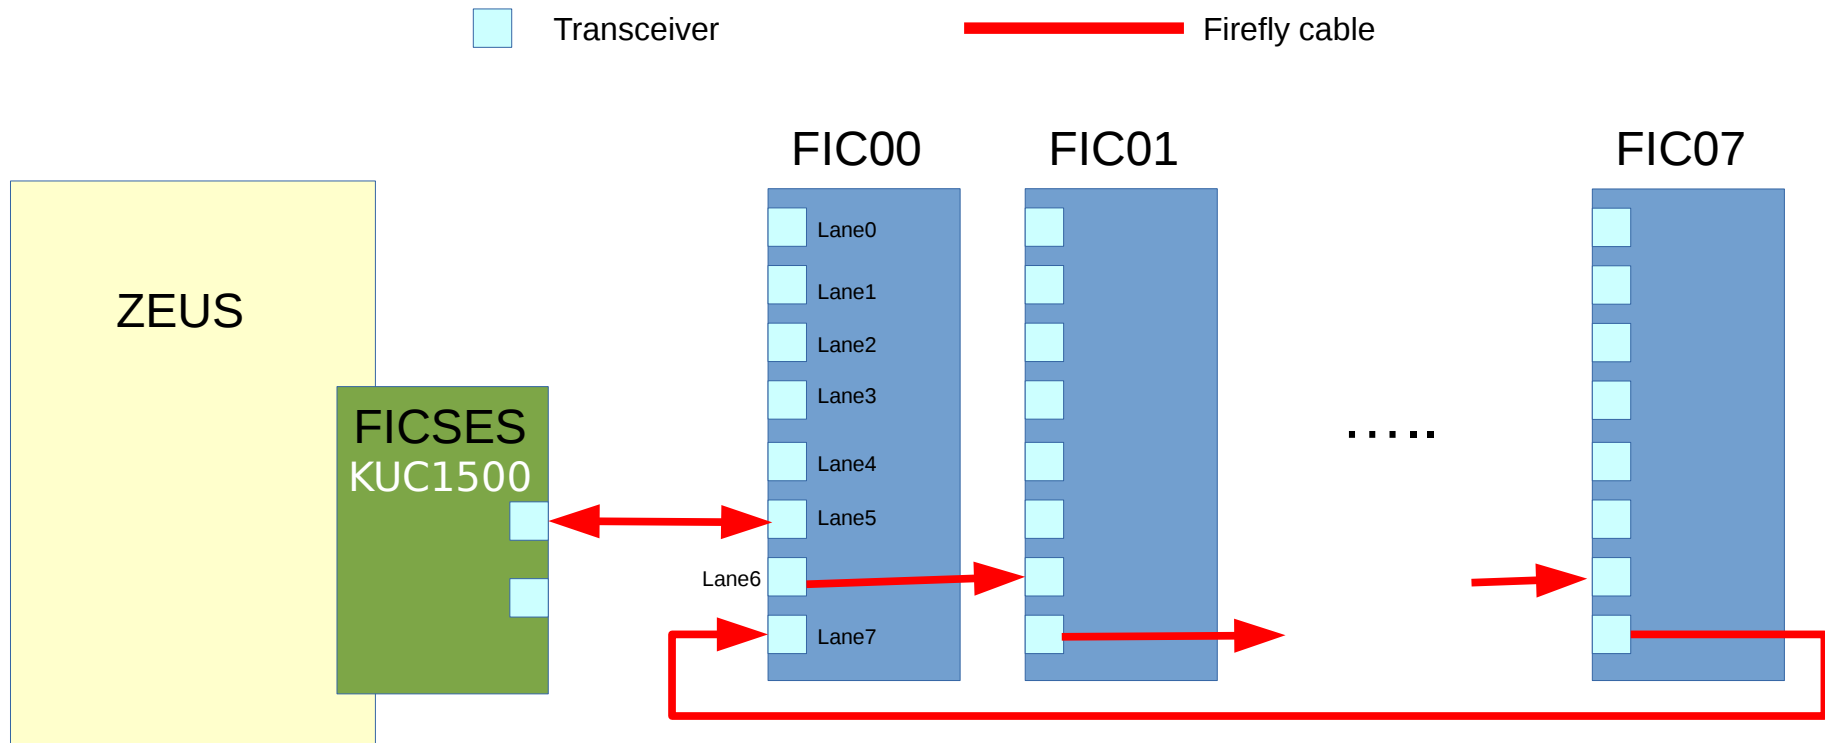 Transceiver
Firefly cable
FIC00
FIC01
FIC07
ZEUS
FICSES
KUC1500
Lane0
Lane1
Lane2
Lane3
Lane4
Lane5
Lane6
Lane7
.....